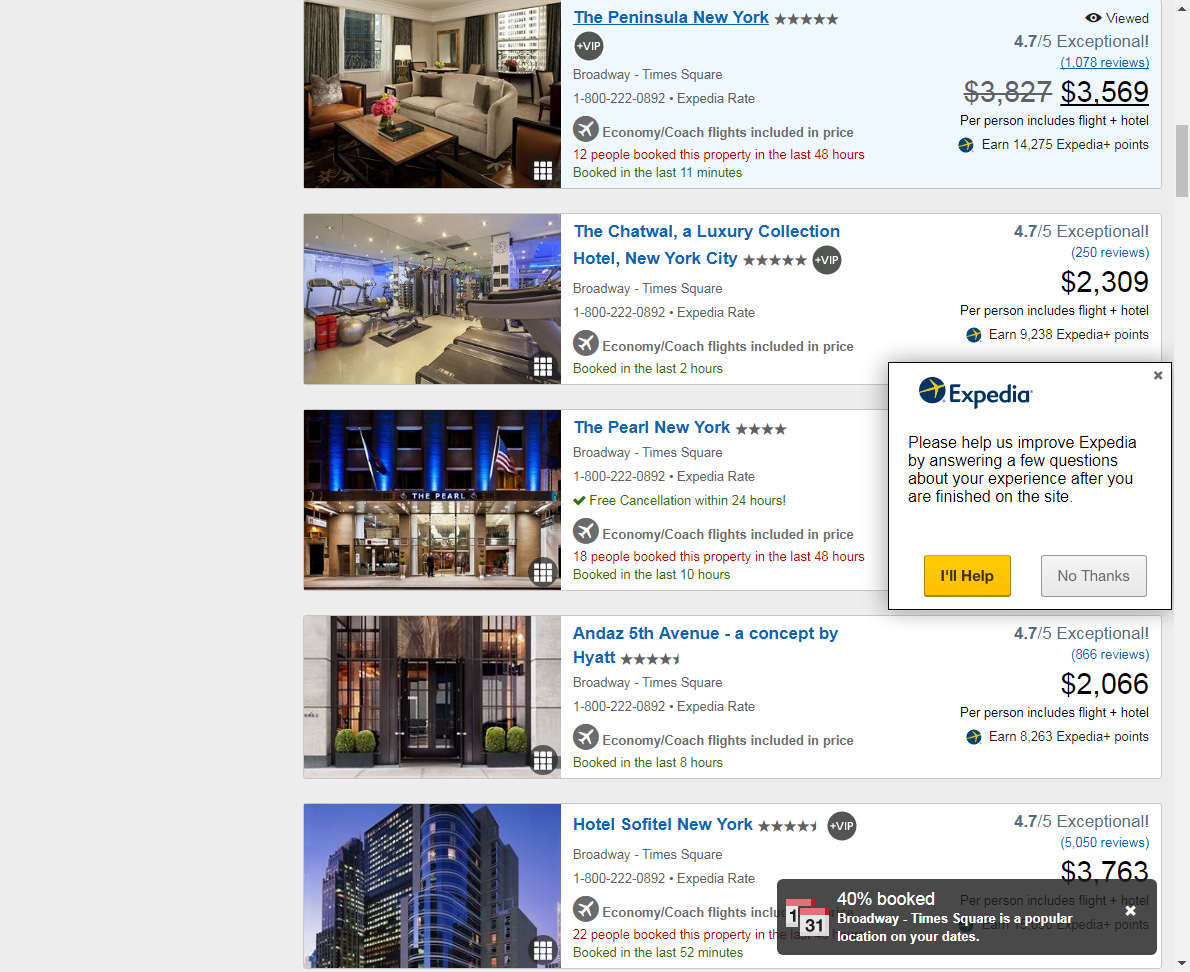 The Peninsula New York
Viewed
+VIP
4.7/5 Exceptional!
(1,078 reviews)
Broadway - Times Square
$3,827 $3,569
1-800-222-0892 • Expedia Rate
Per person includes flight + hotel
Economy/Coach flights included in price
Earn 14,275 Expedia+ points
12 people booked this property in the last 48 hours
Booked in the last 11 minutes
The Chatwal, a Luxury Collection
Hotel, New York City
+VIP
4.7/5 Exceptional!
(250 reviews)
$2,309
Broadway - Times Square
1-800-222-0892 • Expedia Rate
Per person includes flight + hotel
Economy/Coach flights included in price
Earn 9,238 Expedia+ points
Booked in the last 2 hours
The Pearl New York
Broadway - Times Square
1-800-222-0892 • Expedia Rate
Free Cancellation within 24 hours!
THE PEARL
Economy/Coach flights included in price
18 people booked this property in the last 48 hours
Booked in the last 10 hours
Expedia
Please help us improve Expedia
by answering a few questions
about your experience after you
are finished on the site.
I'll Help
No Thanks
Andaz 5th Avenue - a concept by
Hyatt
4.7/5 Exceptional!
(866 reviews)
$2,066
Broadway - Times Square
1-800-222-0892 • Expedia Rate
Per person includes flight + hotel
Economy/Coach flights included in price
Earn 8,263 Expedia+ points
Booked in the last 8 hours
Hotel Sofitel New York
+VIP
4.7/5 Exceptional!
(5,050 reviews)
$3,763
Broadway - Times Square
1-800-222-0892 • Expedia Rate
Per person includes flight + hotel
Economy/Coach flights
22 people booked this property in the
Booked in the last 52 minutes
31
40% booked
Broadway - Times Square is a popular
location on your dates.